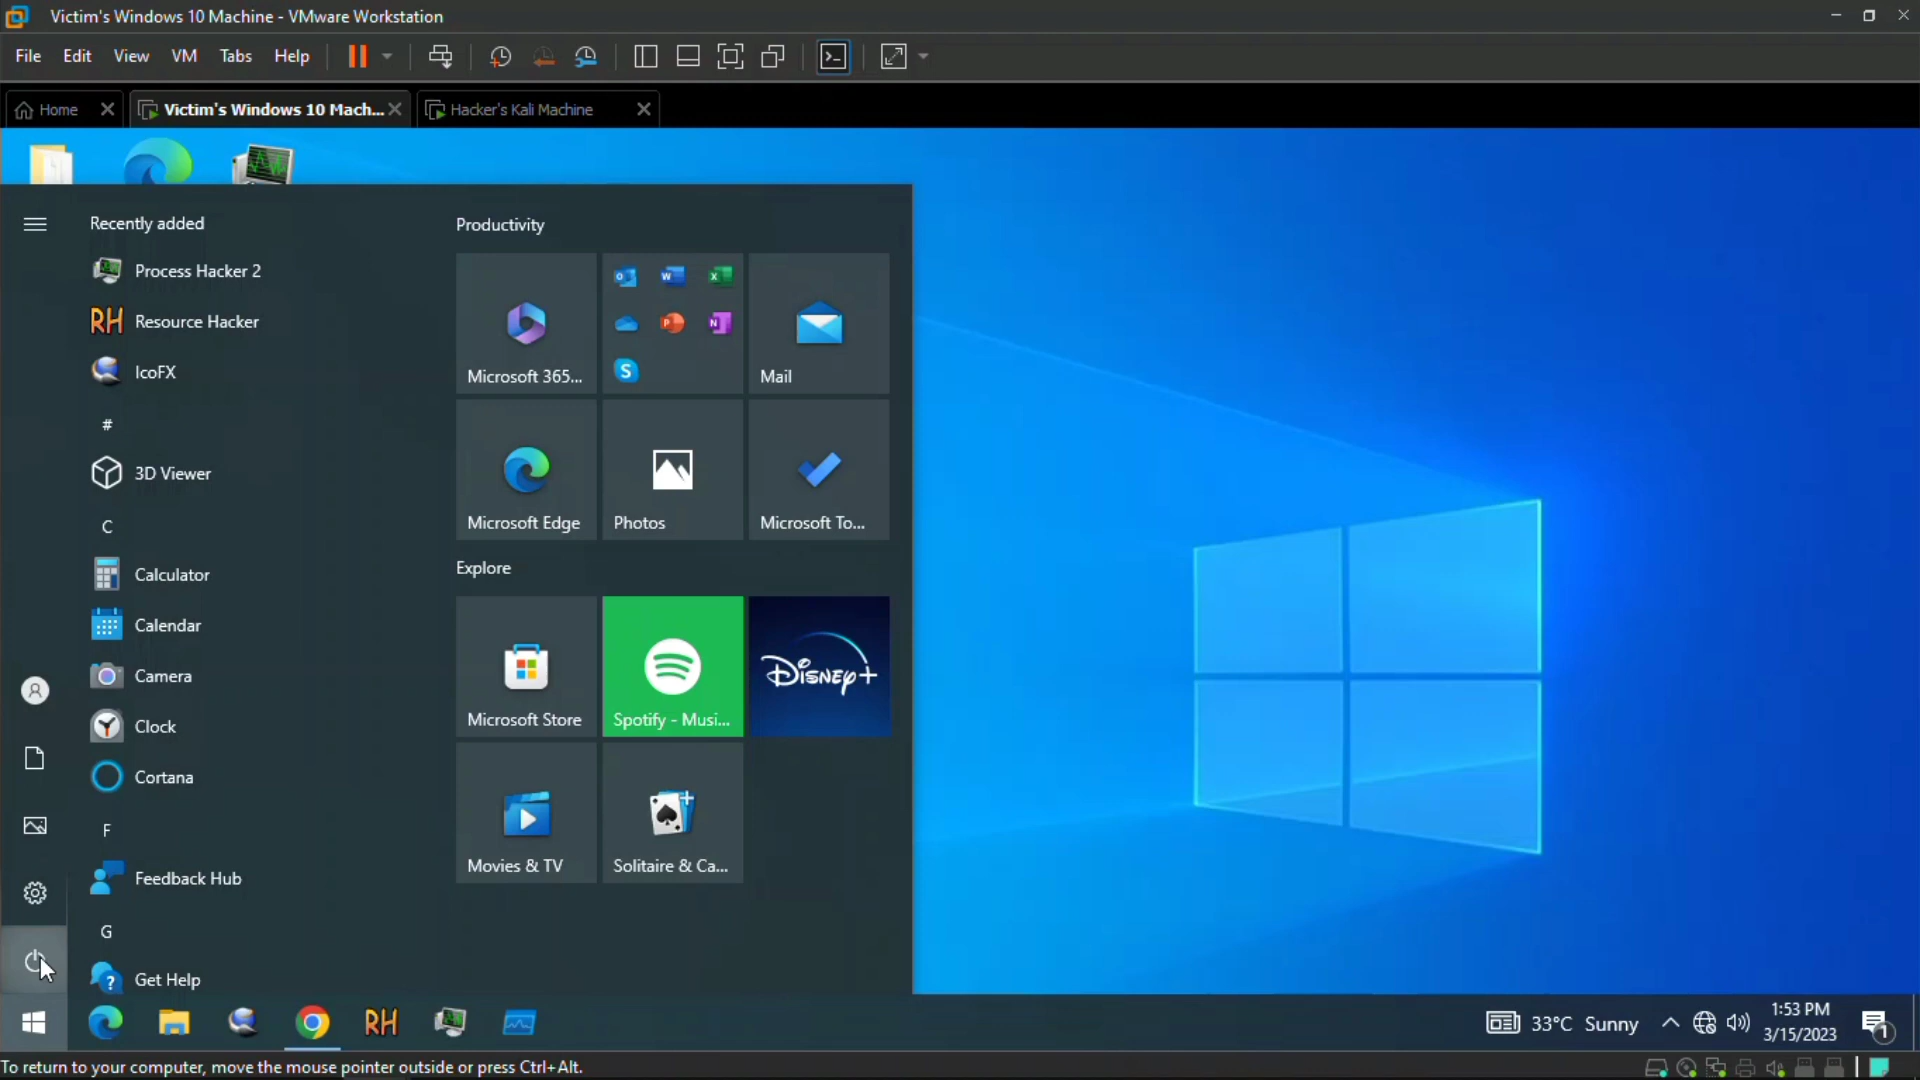 Victim's Windows 10 Machine - VMware Workstation
File Edit View VM Tabs Help
Home
Victim's Windows 10 Mach...
Hacker's Kali Machine
Recently added
Process Hacker 2
RH Resource Hacker
IcoFX
#
3D Viewer
C
Calculator
Calendar
Camera
Clock
Cortana
F
Feedback Hub
G
Get Help
Productivity
Microsoft 365...
Mail
Microsoft Edge
Photos
Microsoft To...
Explore
Microsoft Store
Spotify - Musi...
Disney+
Movies & TV
Solitaire & Ca...
RH
33°C Sunny
1:53 PM
3/15/2023
1
To return to your computer, move the mouse pointer outside or press Ctrl+Alt.